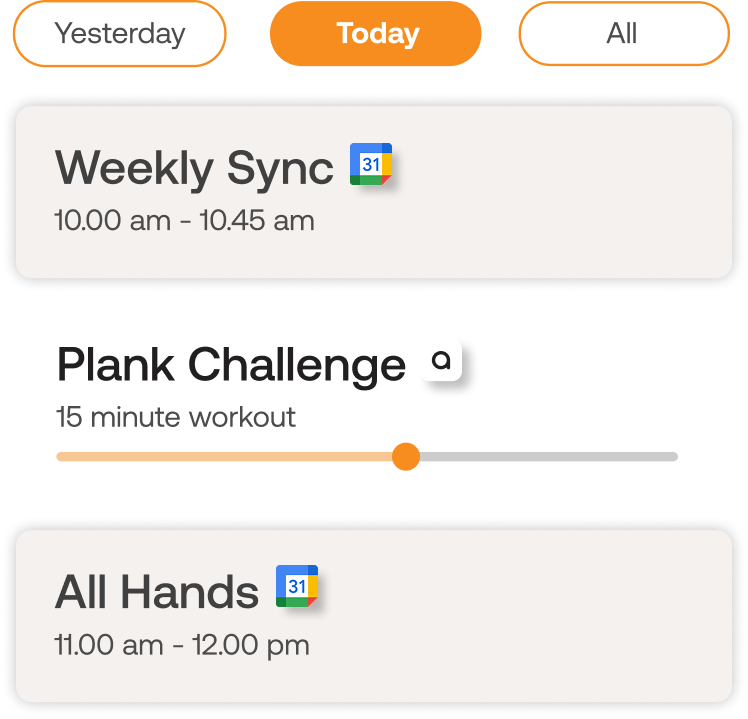 Yesterday
Today
All
Weekly Sync 31
10.00 am - 10.45 am
Plank Challenge a
15 minute workout
All Hands 31
11.00 am - 12.00 pm